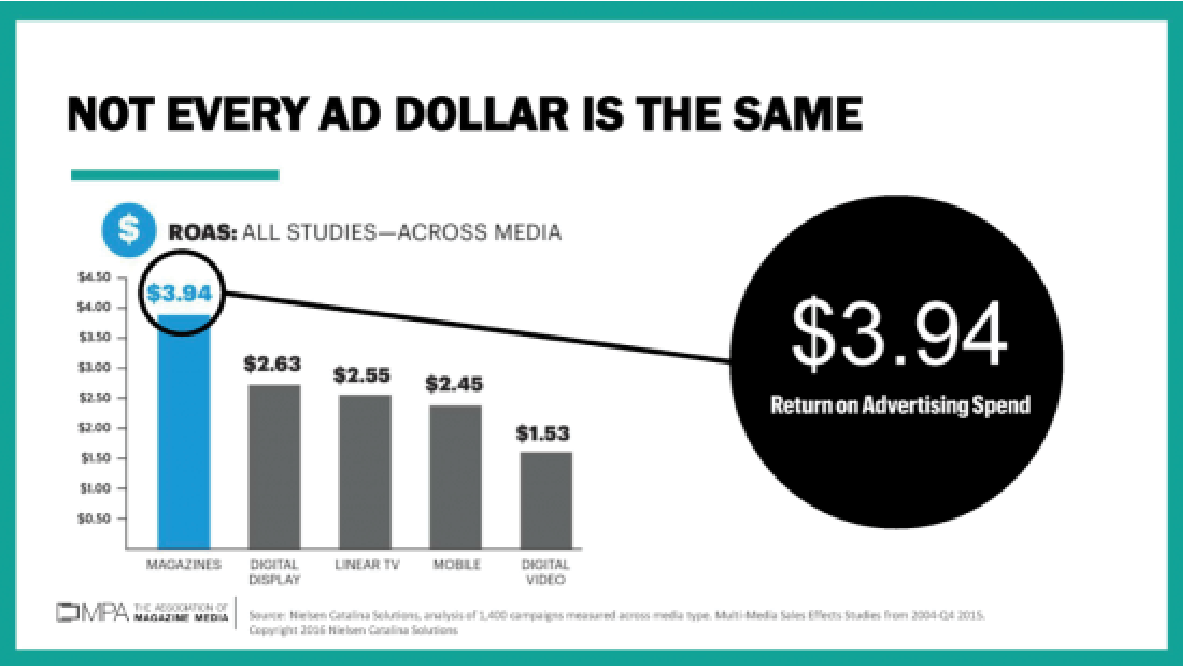 NOT EVERY AD DOLLAR IS THE SAME
$
ROAS: ALL STUDIES—ACROSS MEDIA
$4.50
$4.00
$3.50
$3.00
$2.50
$2.00
$1.50
$1.00
$0.50
$3.94
$2.63
$2.55
$2.45
$1.53
MAGAZINES
DIGITAL
DISPLAY
LINEAR TV
MOBILE
DIGITAL
VIDEO
$3.94
Return on Advertising Spend
MPA
THE ASSOCIATION OF
MAGAZINE MEDIA
Source: Nielsen Catalina Solutions, analysis of 1,400 campaigns measured across media type. Multi-Media Sales Effects Studies from 2004-Q4 2015.
Copyright 2016 Nielsen Catalina Solutions